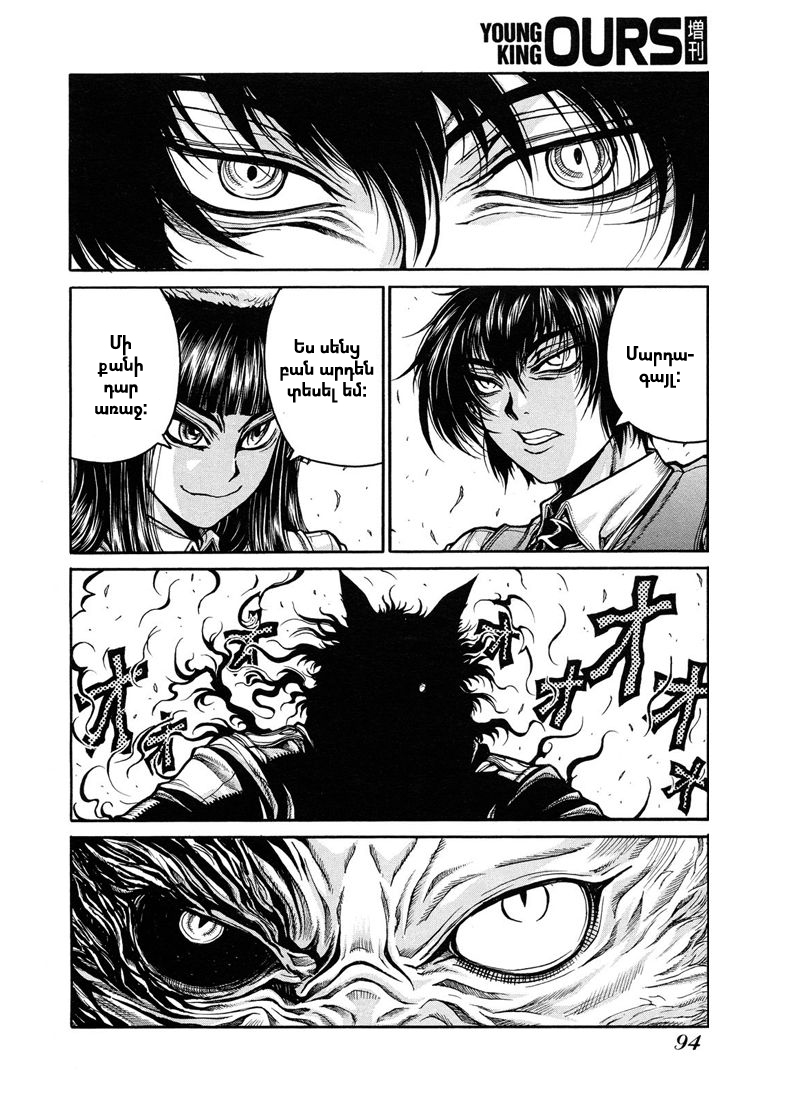 YOUNG
KING
OURS
増刊
Մարդա-
գայլ:
Ես սենց
բան արդեն
տեսել եմ:
Մի
քանի
դար
առաջ:
オ
オ
オ
オ
オ
オ
オ
オ
94